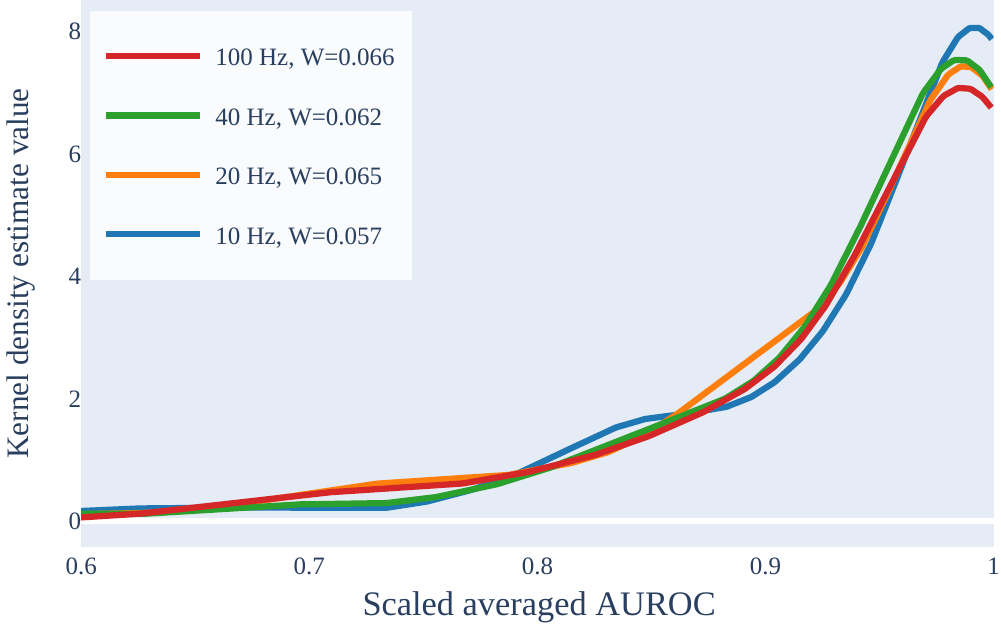 100 Hz, W=0.066
40 Hz, W=0.062
20 Hz, W=0.065
10 Hz, W=0.057
Kernel density estimate value
8
6
4
2
0
0.6 0.7 0.8 0.9 1
Scaled averaged AUROC